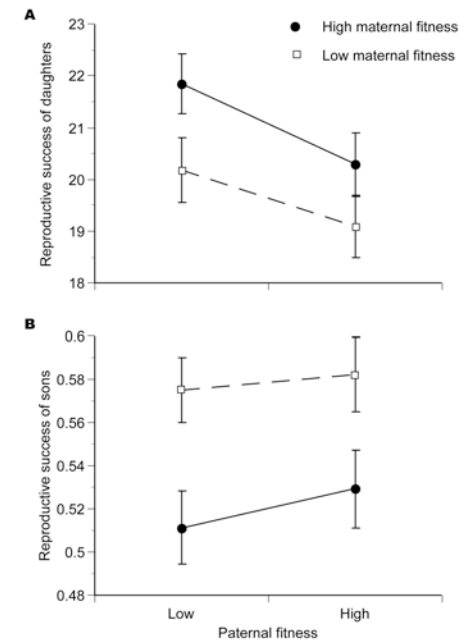 A
23
22
21
20
19
18
Reproductive success of daughters
High maternal fitness
Low maternal fitness
B
0.6
0.58
0.56
0.54
0.52
0.5
0.48
Reproductive success of sons
Low
High
Paternal fitness